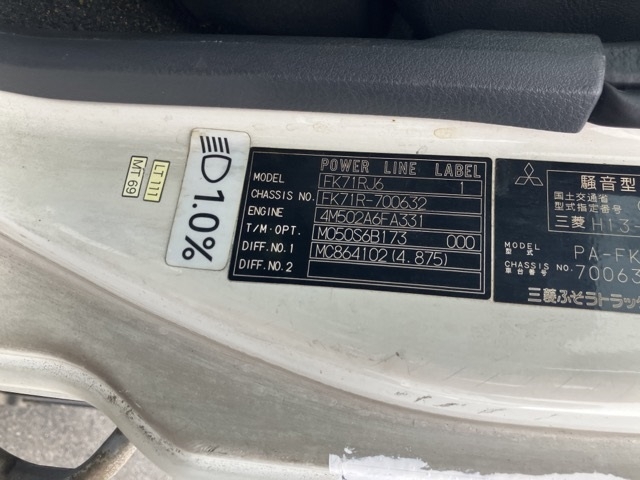 LT111
MT69
1.0%
POWER LINE LABEL
MODEL FK71RJ6 1
CHASSIS NO. FK71R-700632
ENGINE 4M502A6FA331
T/M·OPT. M050S6B173 000
DIFF. NO.1 MC864102(4.875)
DIFF. NO.2
騒音型
国土交通省
型式指定番号
三菱 H13-
MODEL PA-FK
型式
CHASSIS NO. 70063
車台番号
三菱ふそうトラッ